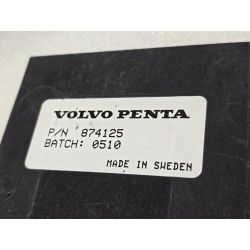 VOLVO PENTA
P/N 874125
BATCH: 0510
MADE IN SWEDEN